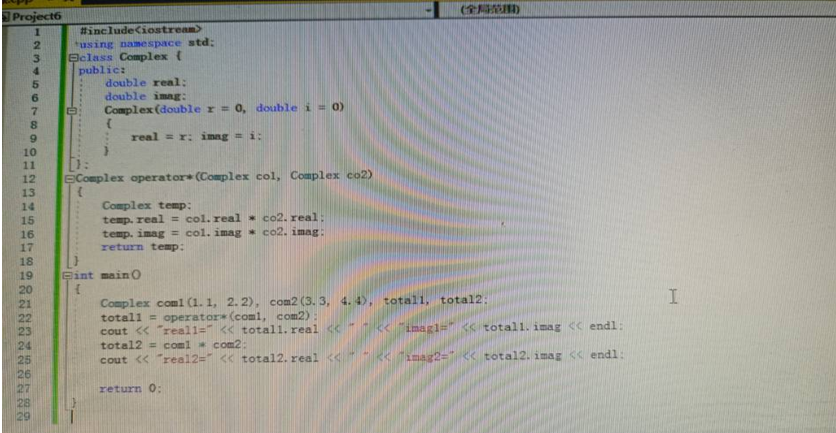 Project6
(全局范围)
1 #include<iostream>
2 using namespace std;
3 class Complex {
4 public:
5 double real;
6 double imag;
7 Complex(double r = 0, double i = 0)
8 {
9 real = r; imag = i;
10 }
11 };
12 Complex operator*(Complex co1, Complex co2)
13 {
14 Complex temp;
15 temp.real = co1.real * co2.real;
16 temp.imag = co1.imag * co2.imag;
17 return temp;
18 }
19 int main()
20 {
21 Complex com1(1.1, 2.2), com2(3.3, 4.4), total1, total2;
22 total1 = operator*(com1, com2);
23 cout << "real1=" << total1.real << " " << "imag1=" << total1.imag << endl;
24 total2 = com1 * com2;
25 cout << "real2=" << total2.real << " " << "imag2=" << total2.imag << endl;
26
27 return 0;
28 }
29